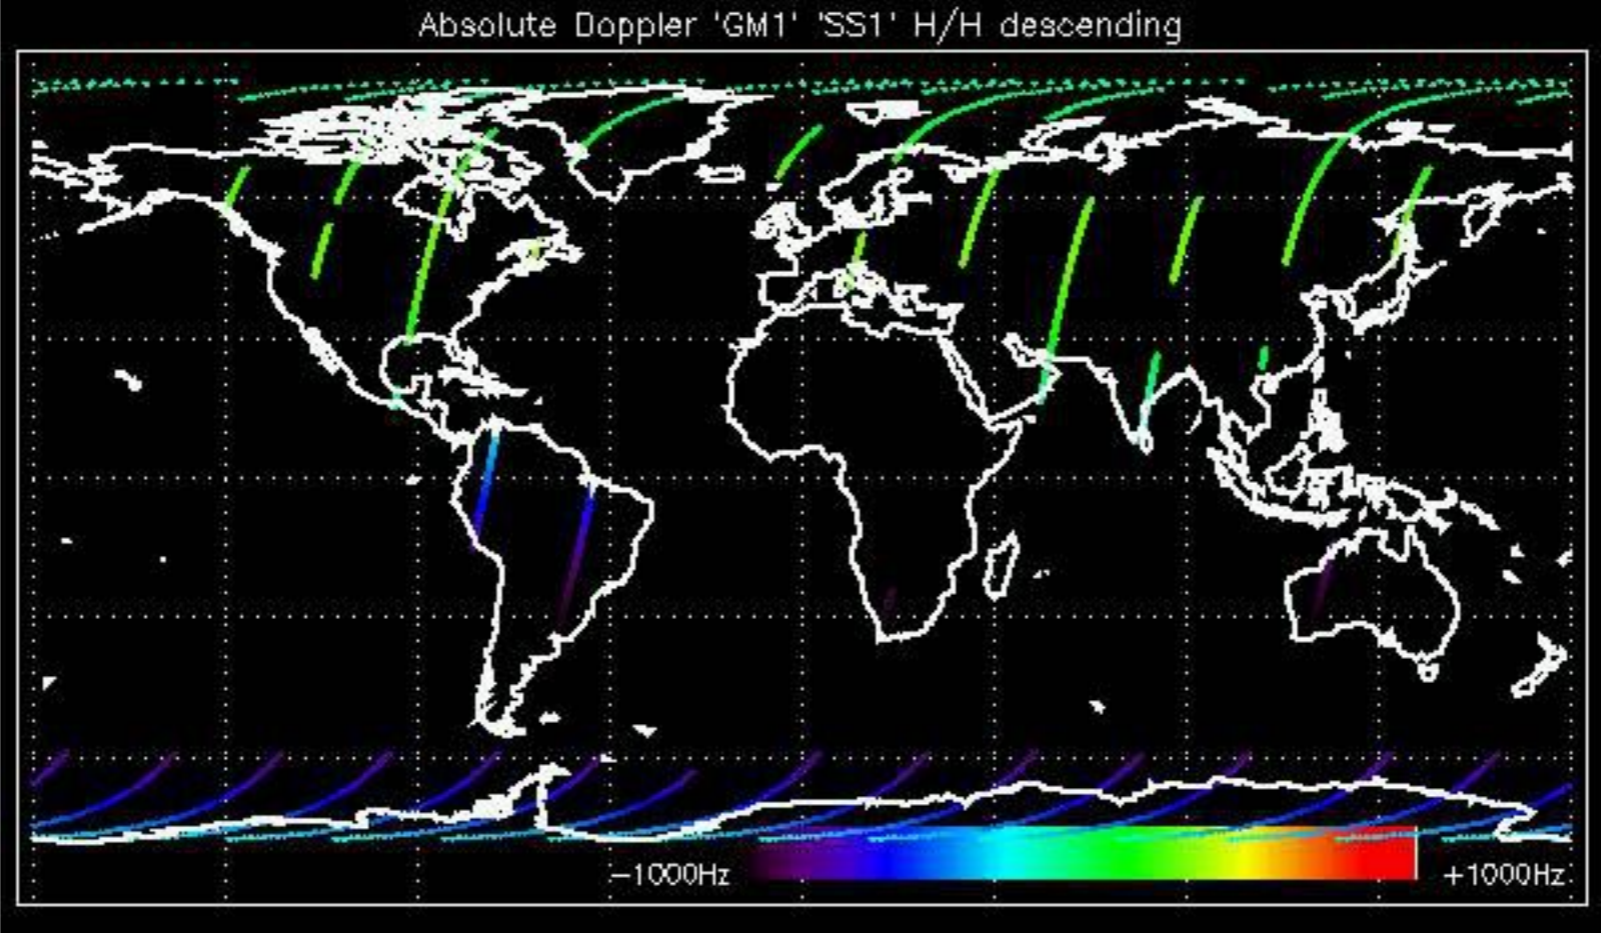 Absolute Doppler 'GM1' 'SS1' H/H descending
−1000Hz +1000Hz